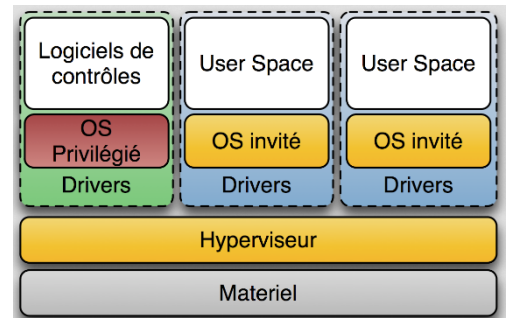 Logiciels de
contrôles
OS
Privilégié
Drivers
User Space
OS invité
Drivers
User Space
OS invité
Drivers
Hyperviseur
Materiel